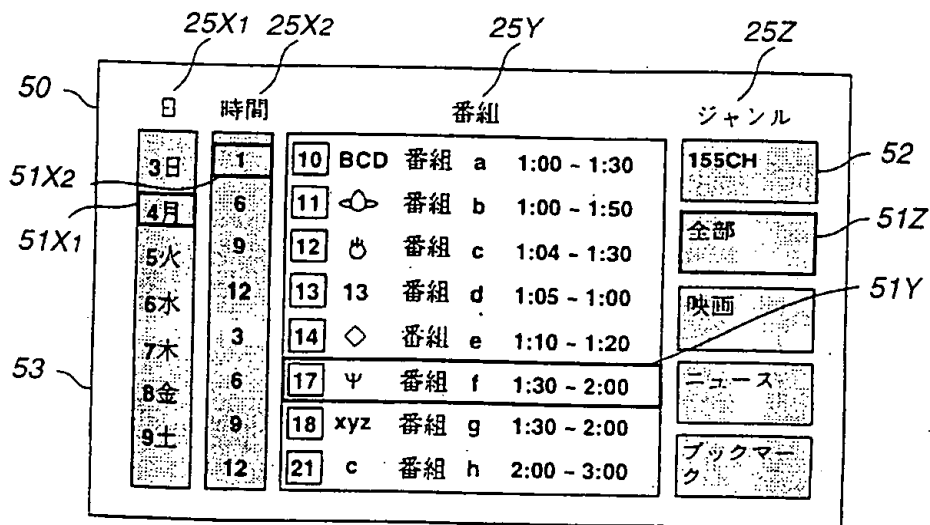 25X1 25X2 25Y 25Z
50
日 時間 番組 ジャンル
52
51X2
51X1
51Z
51Y
53
3日
4月
5火
6水
7木
8金
9土
1
6
9
12
3
6
9
12
10 BCD 番組 a 1:00 ~ 1:30
11 番組 b 1:00 ~ 1:50
12 番組 c 1:04 ~ 1:30
13 13 番組 d 1:05 ~ 1:00
14 番組 e 1:10 ~ 1:20
17 Ψ 番組 f 1:30 ~ 2:00
18 xyz 番組 g 1:30 ~ 2:00
21 c 番組 h 2:00 ~ 3:00
155CH
全部
映画
ニュース
ブックマー
ク